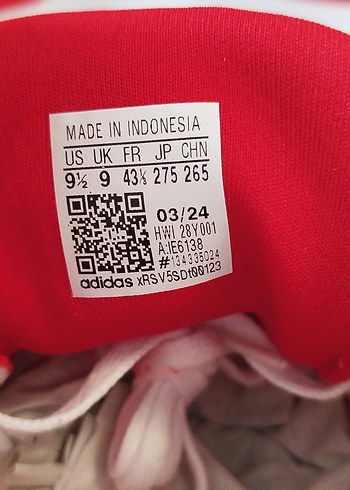 MADE IN INDONESIA
US UK FR JP CHN
9½ 9 43⅓ 275 265
03/24
HWI 28Y001
A:IE6138
#134335024
adidas xRSV5SDt00123